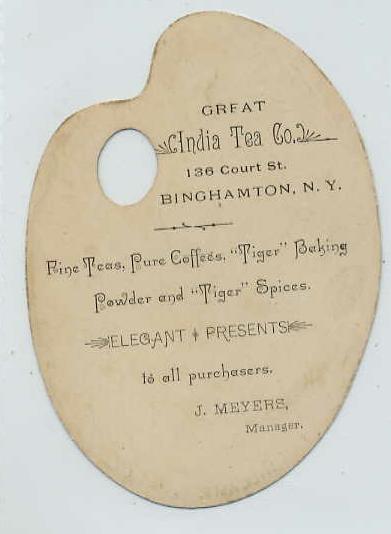 GREAT
India Tea Co.
136 Court St.
BINGHAMTON, N. Y.
Fine Teas, Pure Coffees, "Tiger" Baking
Powder and "Tiger" Spices.
ELEGANT PRESENTS
to all purchasers.
J. MEYERS,
Manager.